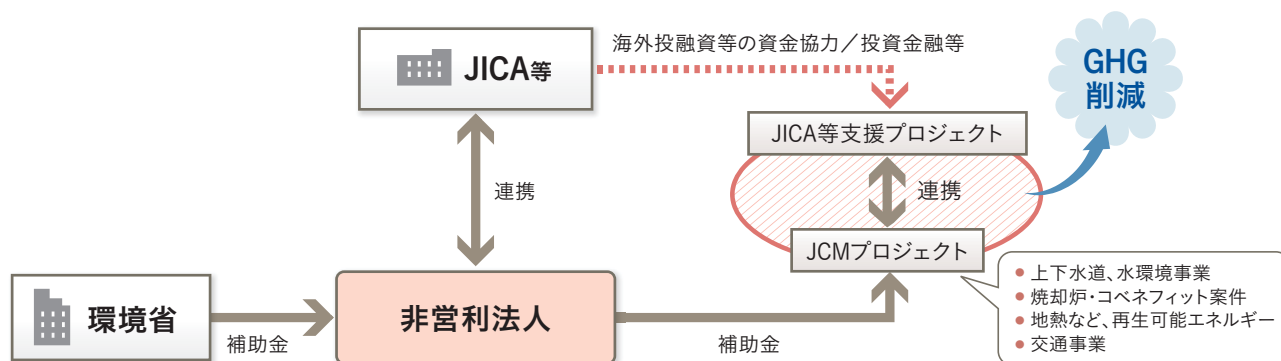 海外投融資等の資金協力／投資金融等
JICA等
GHG
削減
JICA等支援プロジェクト
連携
連携
JCMプロジェクト
環境省
補助金
非営利法人
補助金
● 上下水道、水環境事業
● 焼却炉・コベネフィット案件
● 地熱など、再生可能エネルギー
● 交通事業